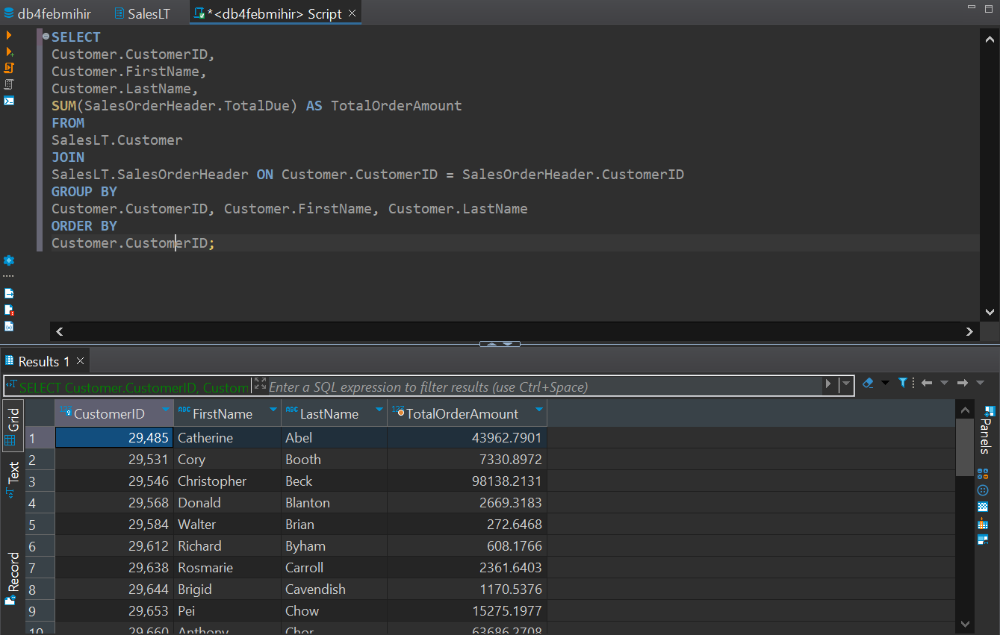 db4febmihir SalesLT *<db4febmihir> Script
SELECT
Customer.CustomerID,
Customer.FirstName,
Customer.LastName,
SUM(SalesOrderHeader.TotalDue) AS TotalOrderAmount
FROM
SalesLT.Customer
JOIN
SalesLT.SalesOrderHeader ON Customer.CustomerID = SalesOrderHeader.CustomerID
GROUP BY
Customer.CustomerID, Customer.FirstName, Customer.LastName
ORDER BY
Customer.CustomerID;
Results 1
SELECT Customer.CustomerID, Custom Enter a SQL expression to filter results (use Ctrl+Space)
Grid
Text
Record
Panels
123 CustomerID ABC FirstName ABC LastName 123 TotalOrderAmount
1 29,485 Catherine Abel 43962.7901
2 29,531 Cory Booth 7330.8972
3 29,546 Christopher Beck 98138.2131
4 29,568 Donald Blanton 2669.3183
5 29,584 Walter Brian 272.6468
6 29,612 Richard Byham 608.1766
7 29,638 Rosmarie Carroll 2361.6403
8 29,644 Brigid Cavendish 1170.5376
9 29,653 Pei Chow 15275.1977
10 29,660 Anthony Chor 63686.2708